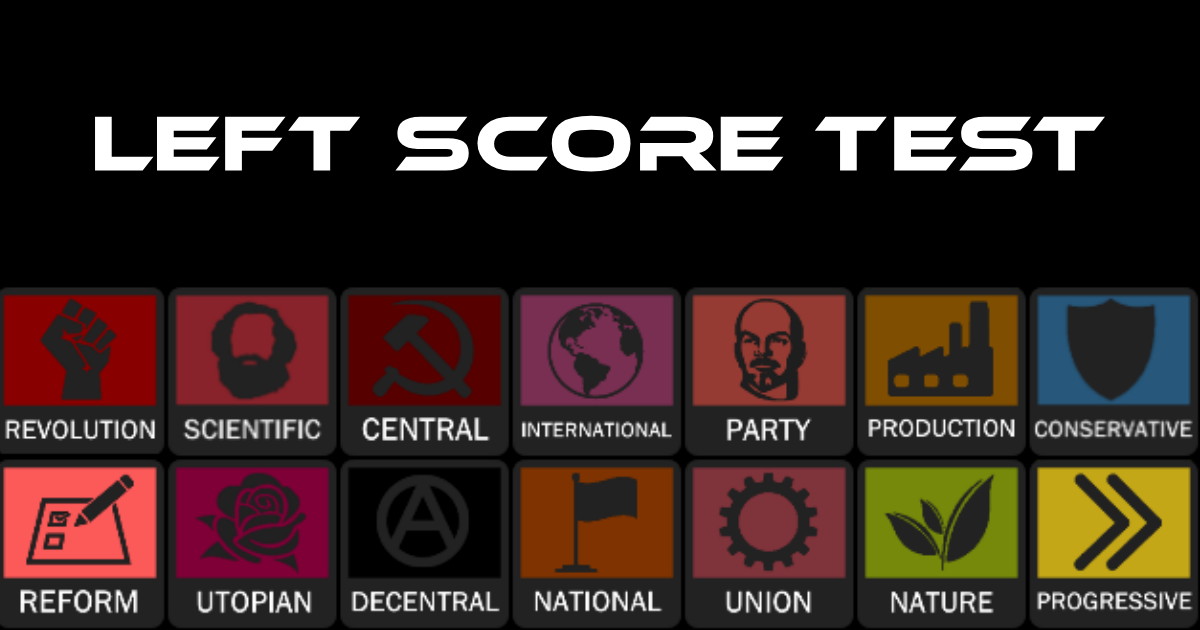 LEFT SCORE TEST
REVOLUTION SCIENTIFIC CENTRAL INTERNATIONAL PARTY PRODUCTION CONSERVATIVE
REFORM UTOPIAN DECENTRAL NATIONAL UNION NATURE PROGRESSIVE